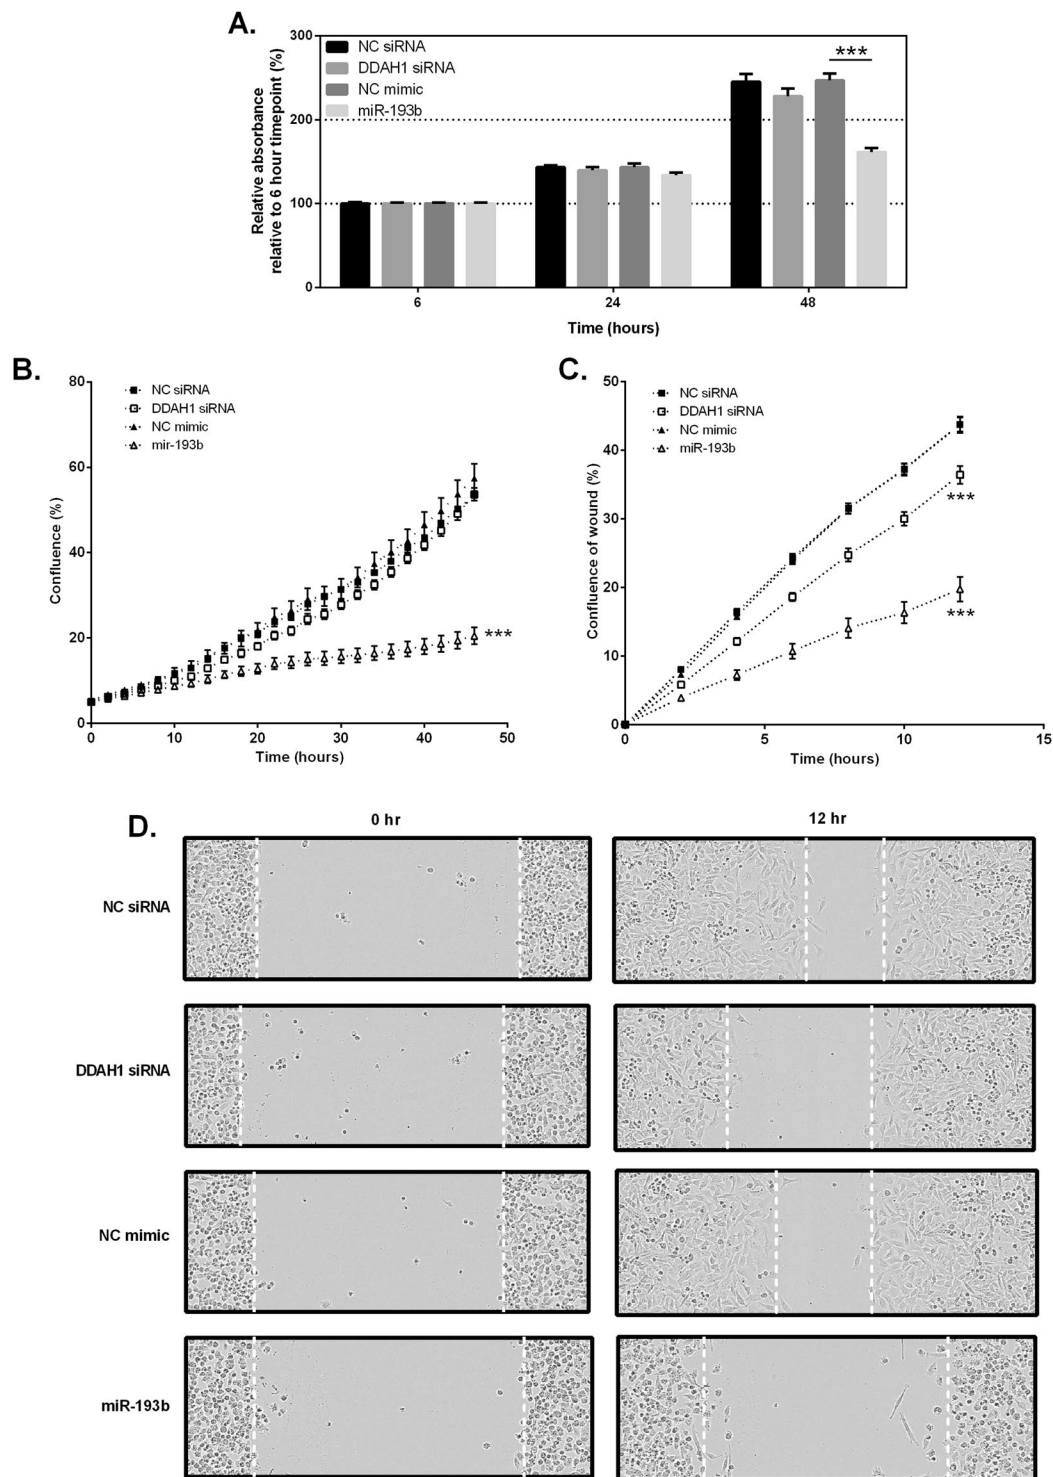 A.
Relative absorbance
relative to 6 hour timepoint (%)
300
200
100
0
NC siRNA
DDAH1 siRNA
NC mimic
miR-193b
***
6 24 48
Time (hours)
B.
Confluence (%)
80
60
40
20
0
NC siRNA
DDAH1 siRNA
NC mimic
mir-193b
***
0 10 20 30 40 50
Time (hours)
C.
Confluence of wound (%)
50
40
30
20
10
0
NC siRNA
DDAH1 siRNA
NC mimic
miR-193b
***
***
0 5 10 15
Time (hours)
D.
0 hr 12 hr
NC siRNA
DDAH1 siRNA
NC mimic
miR-193b